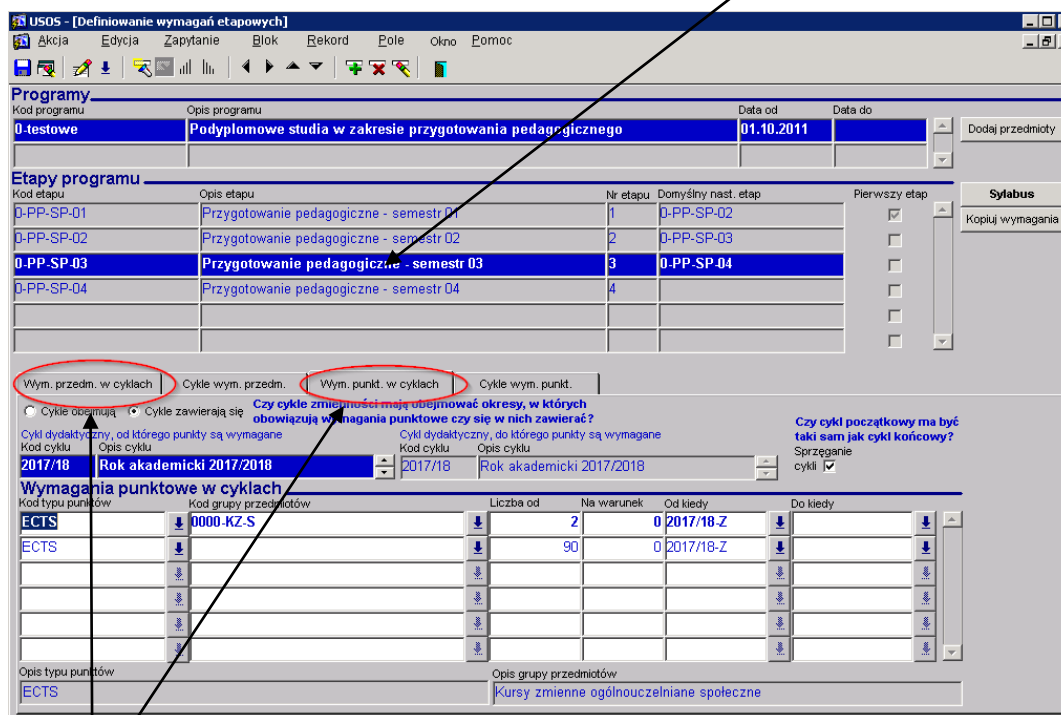 USOS - [Definiowanie wymagań etapowych]
Akcja Edycja Zapytanie Blok Rekord Pole Okno Pomoc
Programy
Kod programu Opis programu Data od Data do
0-testowe Podyplomowe studia w zakresie przygotowania pedagogicznego 01.10.2011 Dodaj przedmioty
Etapy programu
Kod etapu Opis etapu Nr etapu Domyślny nast. etap Pierwszy etap Sylabus
0-PP-SP-01 Przygotowanie pedagogiczne - semestr 01 1 0-PP-SP-02 Kopiuj wymagania
0-PP-SP-02 Przygotowanie pedagogiczne - semestr 02 2 0-PP-SP-03
0-PP-SP-03 Przygotowanie pedagogiczne - semestr 03 3 0-PP-SP-04
0-PP-SP-04 Przygotowanie pedagogiczne - semestr 04 4
Wym. przedm. w cyklach Cykle wym. przedm. Wym. punkt. w cyklach Cykle wym. punkt.
Cykle obejmują Cykle zawierają się Czy cykle zmienności mają obejmować okresy, w których
obowiązują wymagania punktowe czy się w nich zawierać?
Czy cykl początkowy ma być
taki sam jak cykl końcowy?
Cykl dydaktyczny, od którego punkty są wymagane Cykl dydaktyczny, do którego punkty są wymagane
Kod cyklu Opis cyklu Kod cyklu Opis cyklu Sprzęganie
2017/18 Rok akademicki 2017/2018 2017/18 Rok akademicki 2017/2018 cykli
Wymagania punktowe w cyklach
Kod typu punktów Kod grupy przedmiotów Liczba od Na warunek Od kiedy Do kiedy
ECTS 0000-KZ-S 2 0 2017/18-Z
ECTS 90 0 2017/18-Z
Opis typu punktów Opis grupy przedmiotów
ECTS Kursy zmienne ogólnouczelniane społeczne